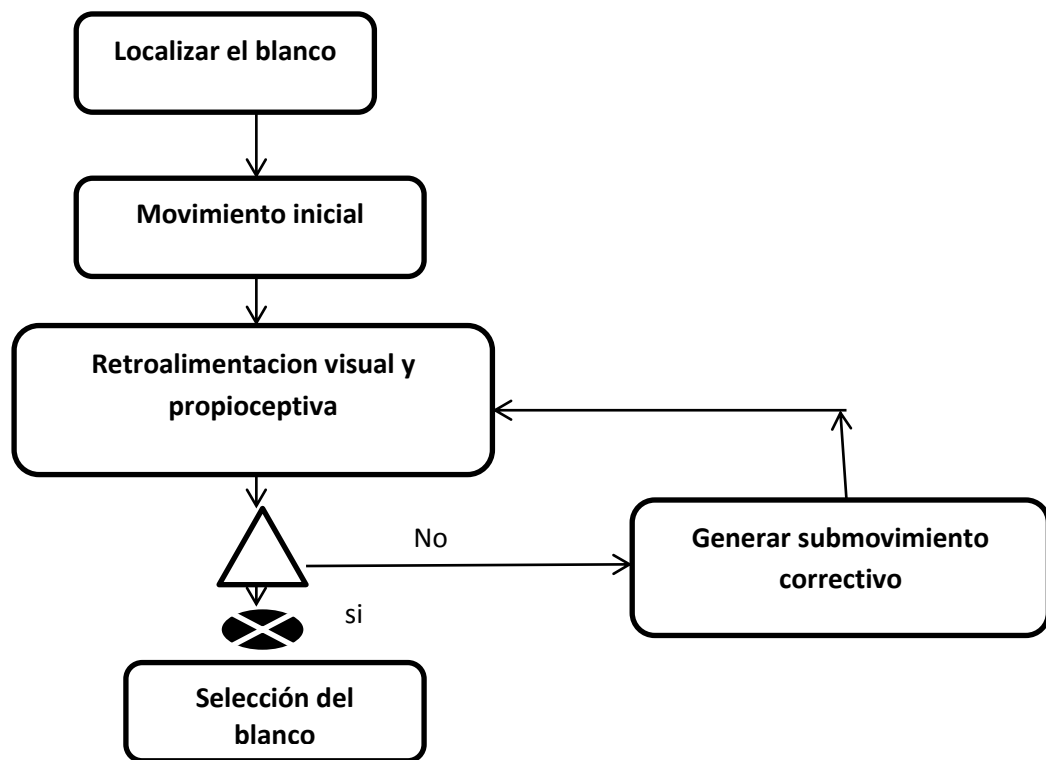 Localizar el blanco
Movimiento inicial
Retroalimentacion visual y
propioceptiva
No
Generar submovimiento
correctivo
si
Selección del
blanco